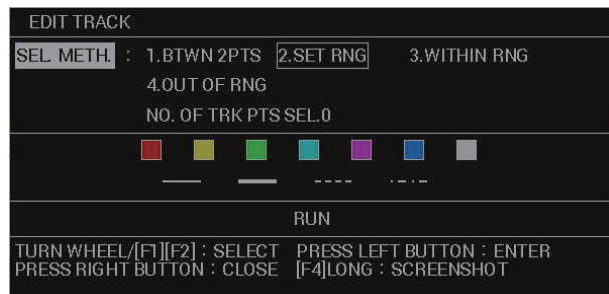 EDIT TRACK
SEL. METH. : 1.BTWN 2PTS 2.SET RNG 3.WITHIN RNG
4.OUT OF RNG
NO. OF TRK PTS SEL.0
RUN
TURN WHEEL/[F1][F2] : SELECT PRESS LEFT BUTTON : ENTER
PRESS RIGHT BUTTON : CLOSE [F4]LONG : SCREENSHOT